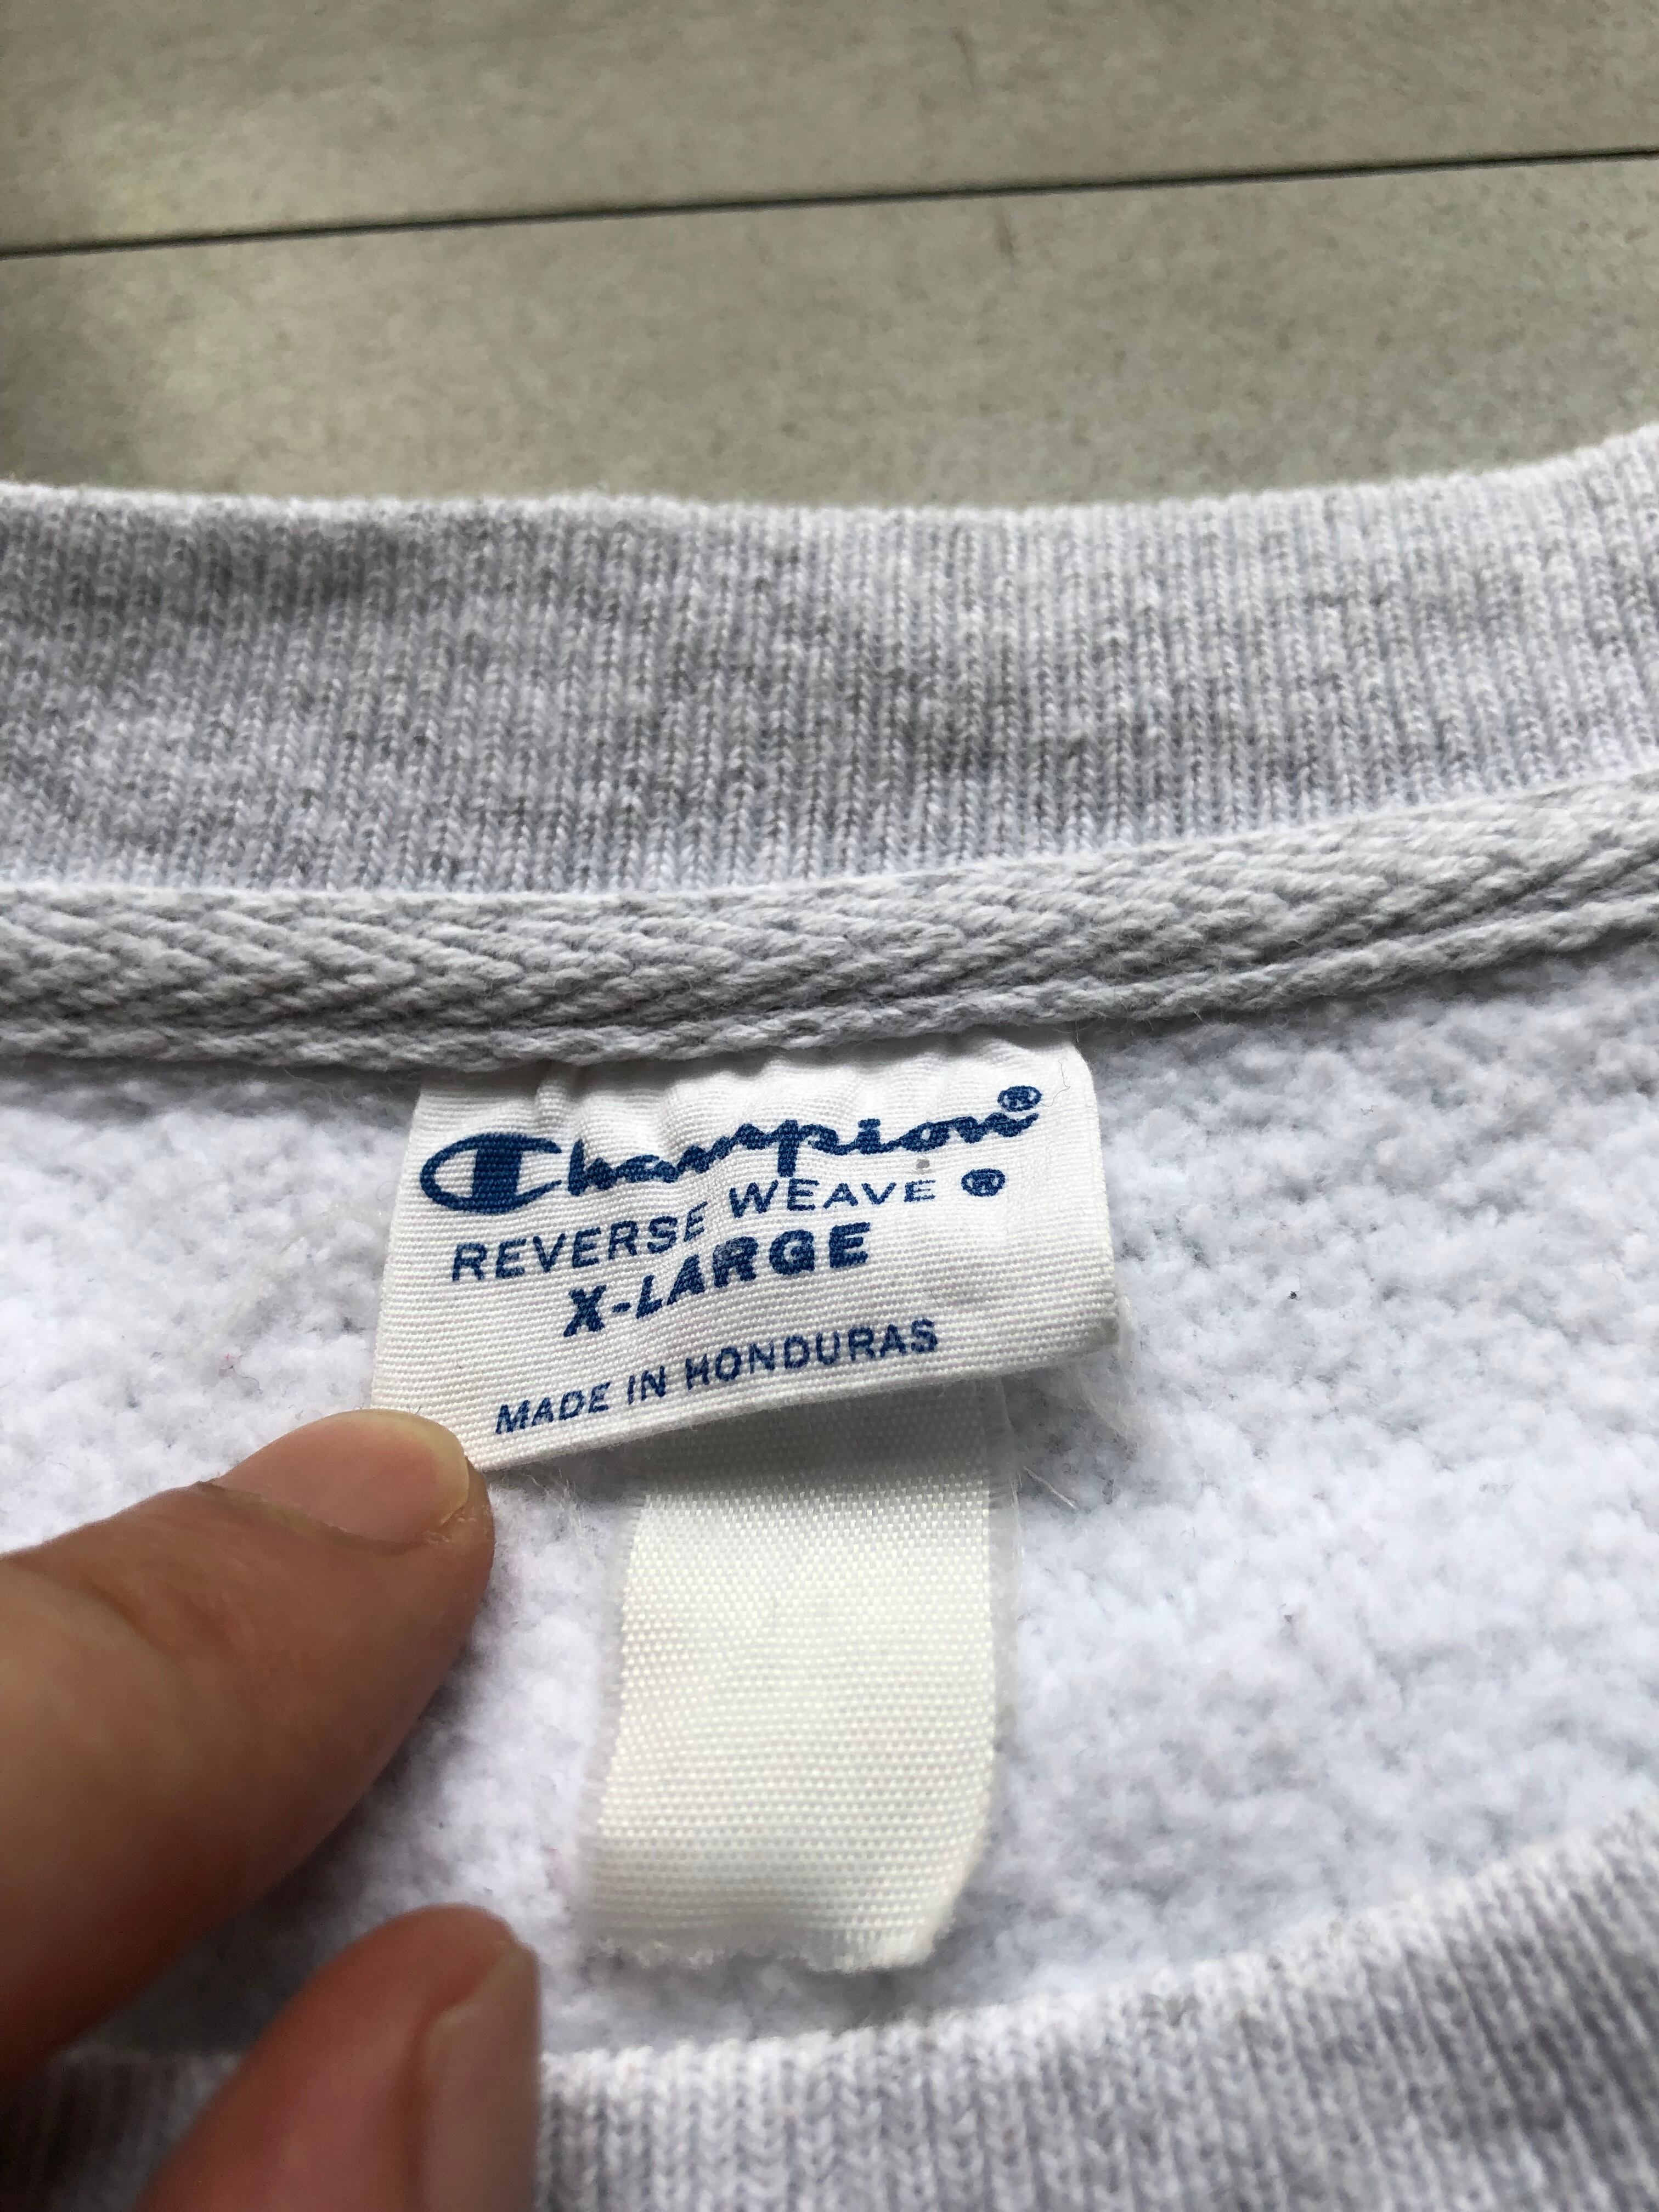 Champion®
REVERSE WEAVE ®
X-LARGE
MADE IN HONDURAS